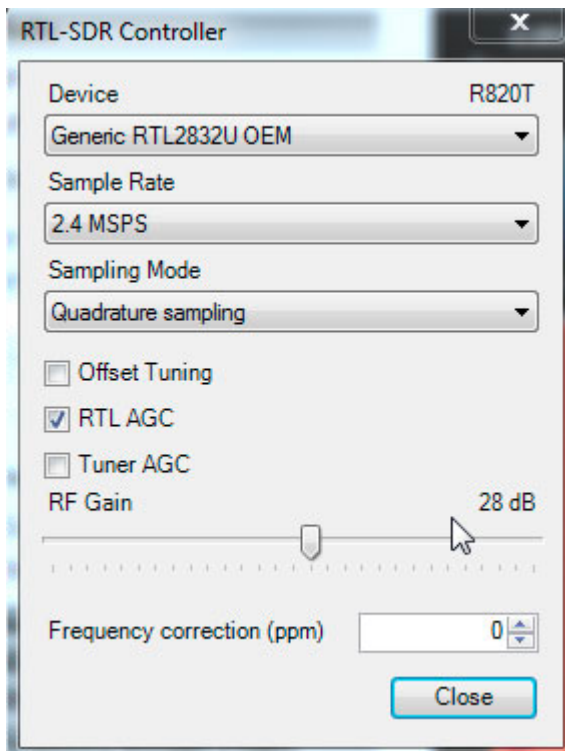 RTL-SDR Controller x
Device R820T
Generic RTL2832U OEM
Sample Rate
2.4 MSPS
Sampling Mode
Quadrature sampling
Offset Tuning
RTL AGC
Tuner AGC
RF Gain 28 dB
Frequency correction (ppm) 0
Close